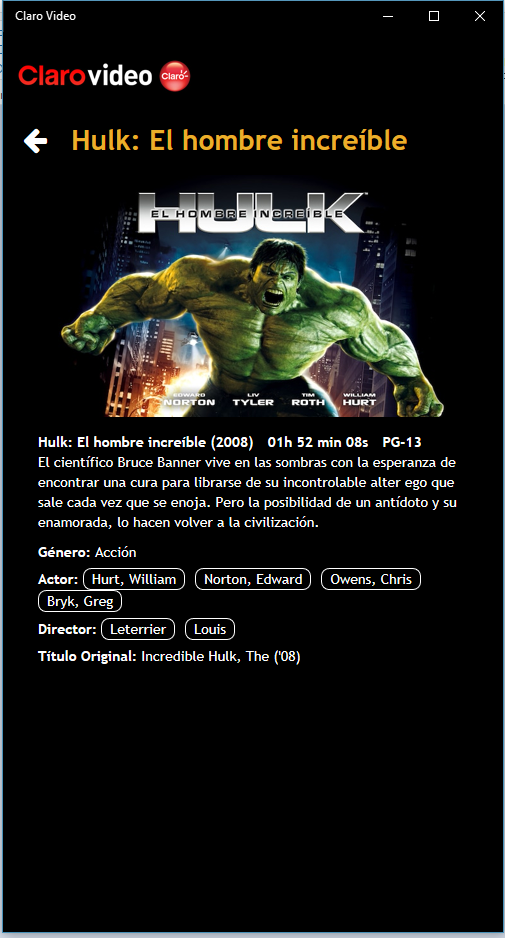 Claro Video
Clarovideo Claro
Hulk: El hombre increíble
HULK
EL HOMBRE INCREÍBLE
EDWARD NORTON LIV TYLER TIM ROTH WILLIAM HURT
Hulk: El hombre increíble (2008) 01h 52 min 08s PG-13
El científico Bruce Banner vive en las sombras con la esperanza de
encontrar una cura para librarse de su incontrolable alter ego que
sale cada vez que se enoja. Pero la posibilidad de un antídoto y su
enamorada, lo hacen volver a la civilización.
Género: Acción
Actor: Hurt, William Norton, Edward Owens, Chris
Bryk, Greg
Director: Leterrier Louis
Título Original: Incredible Hulk, The ('08)